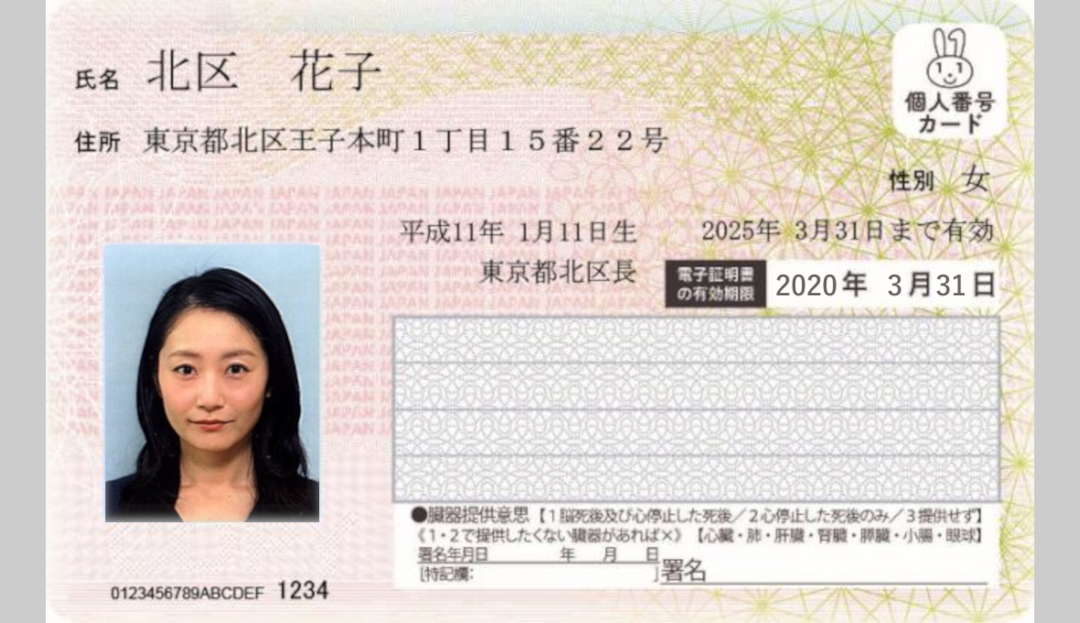 氏名 北区 花子
個人番号
カード
住所 東京都北区王子本町1丁目15番22号
性別 女
平成11年 1月11日生 2025年 3月31日まで有効
東京都北区長 電子証明書の有効期限 2020年 3月31日
JAPAN JAPAN JAPAN JAPAN JAPAN
●臓器提供意思【1脳死後及び心停止した死後／2心停止した死後のみ／3提供せず】
《1・2で提供したくない臓器があれば×》【心臓・肺・肝臓・腎臓・膵臓・小腸・眼球】
署名年月日 年 月 日
[特記欄: ]署名
0123456789ABCDEF 1234